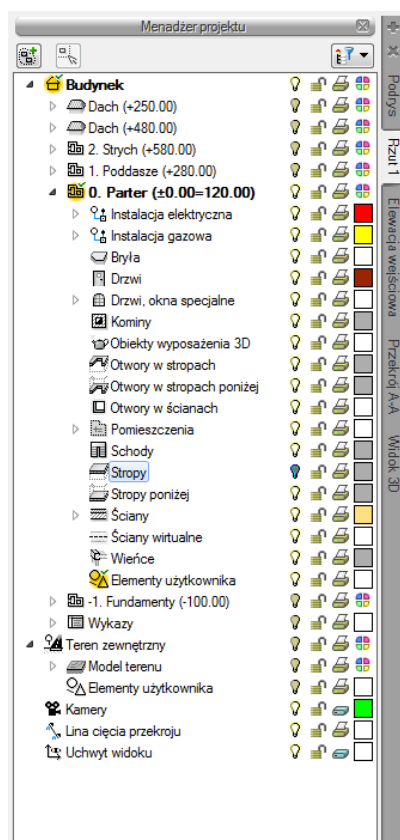 Menadżer projektu
Budynek
Dach (+250.00)
Dach (+480.00)
2. Strych (+580.00)
1. Poddasze (+280.00)
0. Parter (±0.00=120.00)
Instalacja elektryczna
Instalacja gazowa
Bryła
Drzwi
Drzwi, okna specjalne
Kominy
Obiekty wyposażenia 3D
Otwory w stropach
Otwory w stropach poniżej
Otwory w ścianach
Pomieszczenia
Schody
Stropy
Stropy poniżej
Ściany
Ściany wirtualne
Wieńce
Elementy użytkownika
-1. Fundamenty (-100.00)
Wykazy
Teren zewnętrzny
Model terenu
Elementy użytkownika
Kamery
Lina cięcia przekroju
Uchwyt widoku
Podrys
Rzut 1
Elewacja wejściowa
Przekrój A-A
Widok 3D